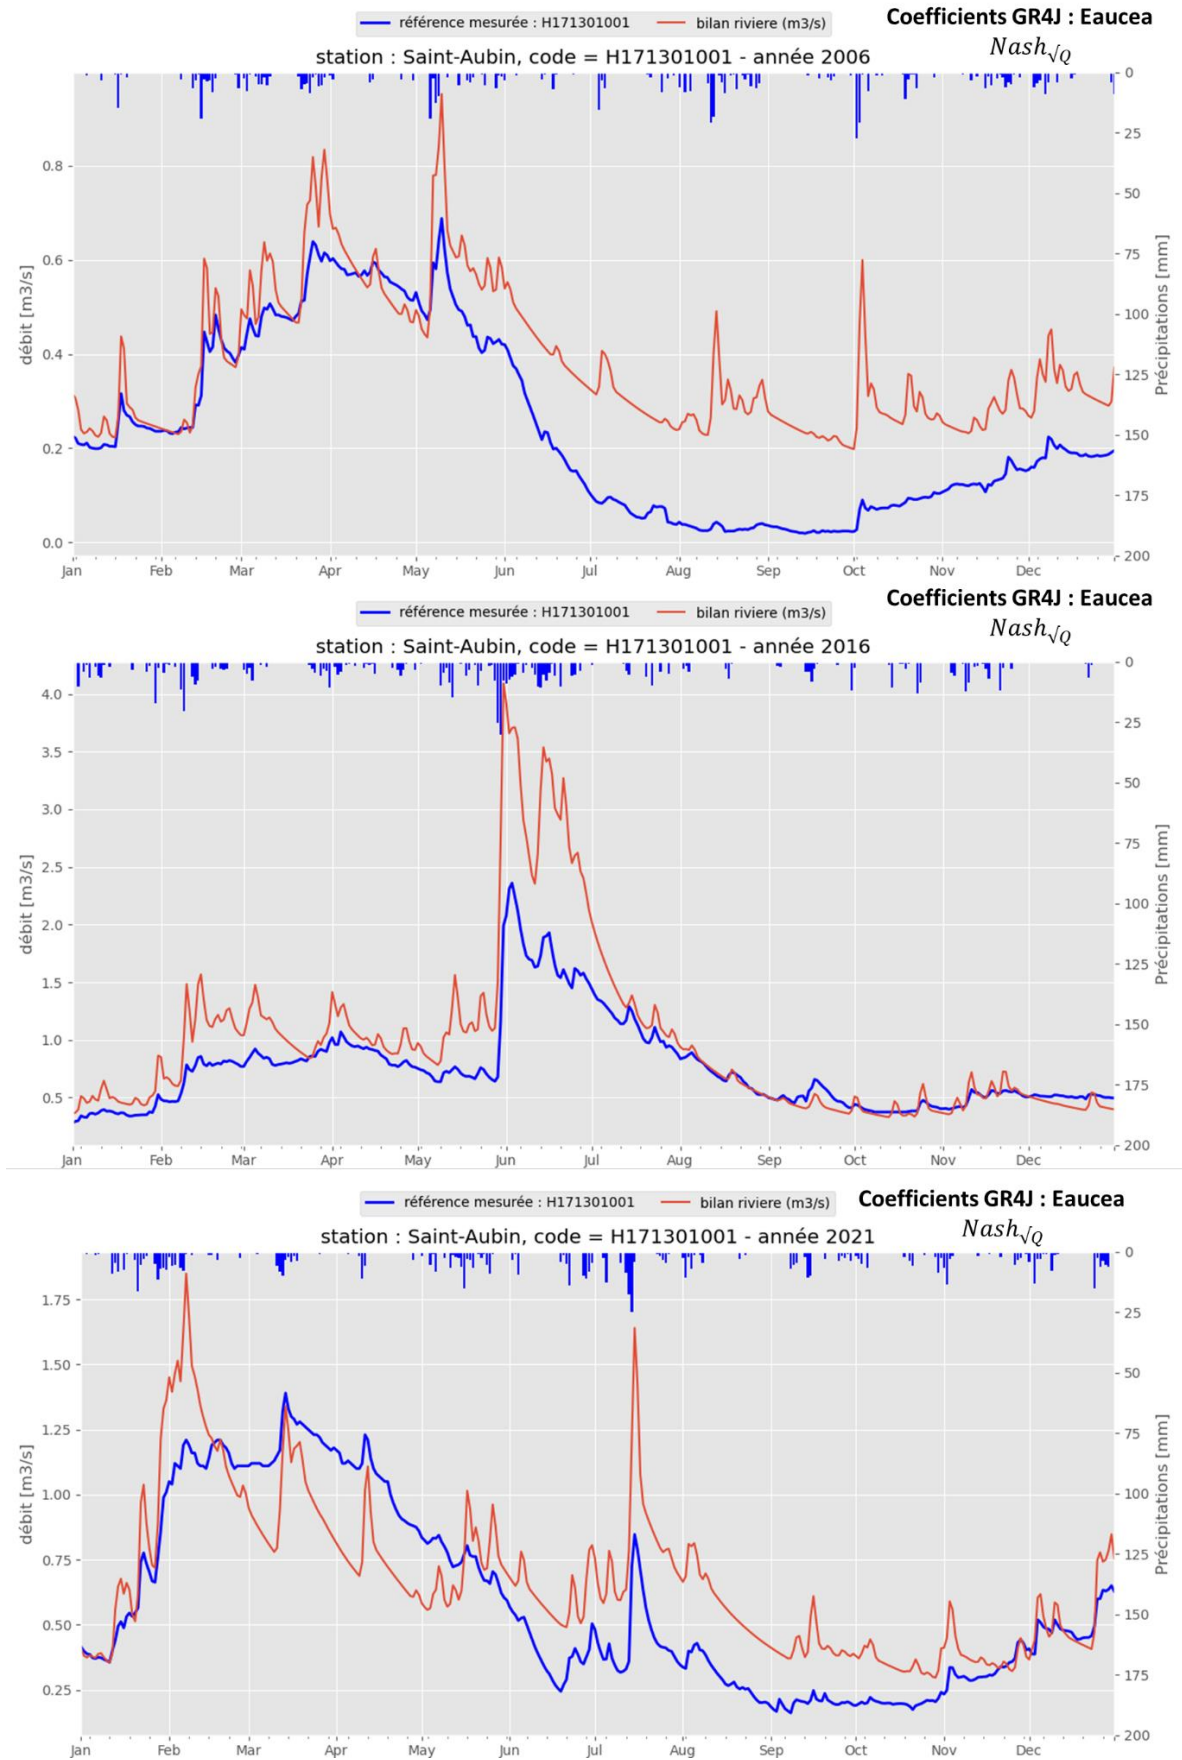 référence mesurée : H171301001 bilan riviere (m3/s)
Coefficients GR4J : Eaucea
Nash√Q
station : Saint-Aubin, code = H171301001 - année 2006
débit [m3/s]
0.8
0.6
0.4
0.2
0.0
Précipitations [mm]
0
25
50
75
100
125
150
175
200
Jan Feb Mar Apr May Jun Jul Aug Sep Oct Nov Dec
référence mesurée : H171301001 bilan riviere (m3/s)
Coefficients GR4J : Eaucea
Nash√Q
station : Saint-Aubin, code = H171301001 - année 2016
débit [m3/s]
4.0
3.5
3.0
2.5
2.0
1.5
1.0
0.5
Précipitations [mm]
0
25
50
75
100
125
150
175
200
Jan Feb Mar Apr May Jun Jul Aug Sep Oct Nov Dec
référence mesurée : H171301001 bilan riviere (m3/s)
Coefficients GR4J : Eaucea
Nash√Q
station : Saint-Aubin, code = H171301001 - année 2021
débit [m3/s]
1.75
1.50
1.25
1.00
0.75
0.50
0.25
Précipitations [mm]
0
25
50
75
100
125
150
175
200
Jan Feb Mar Apr May Jun Jul Aug Sep Oct Nov Dec